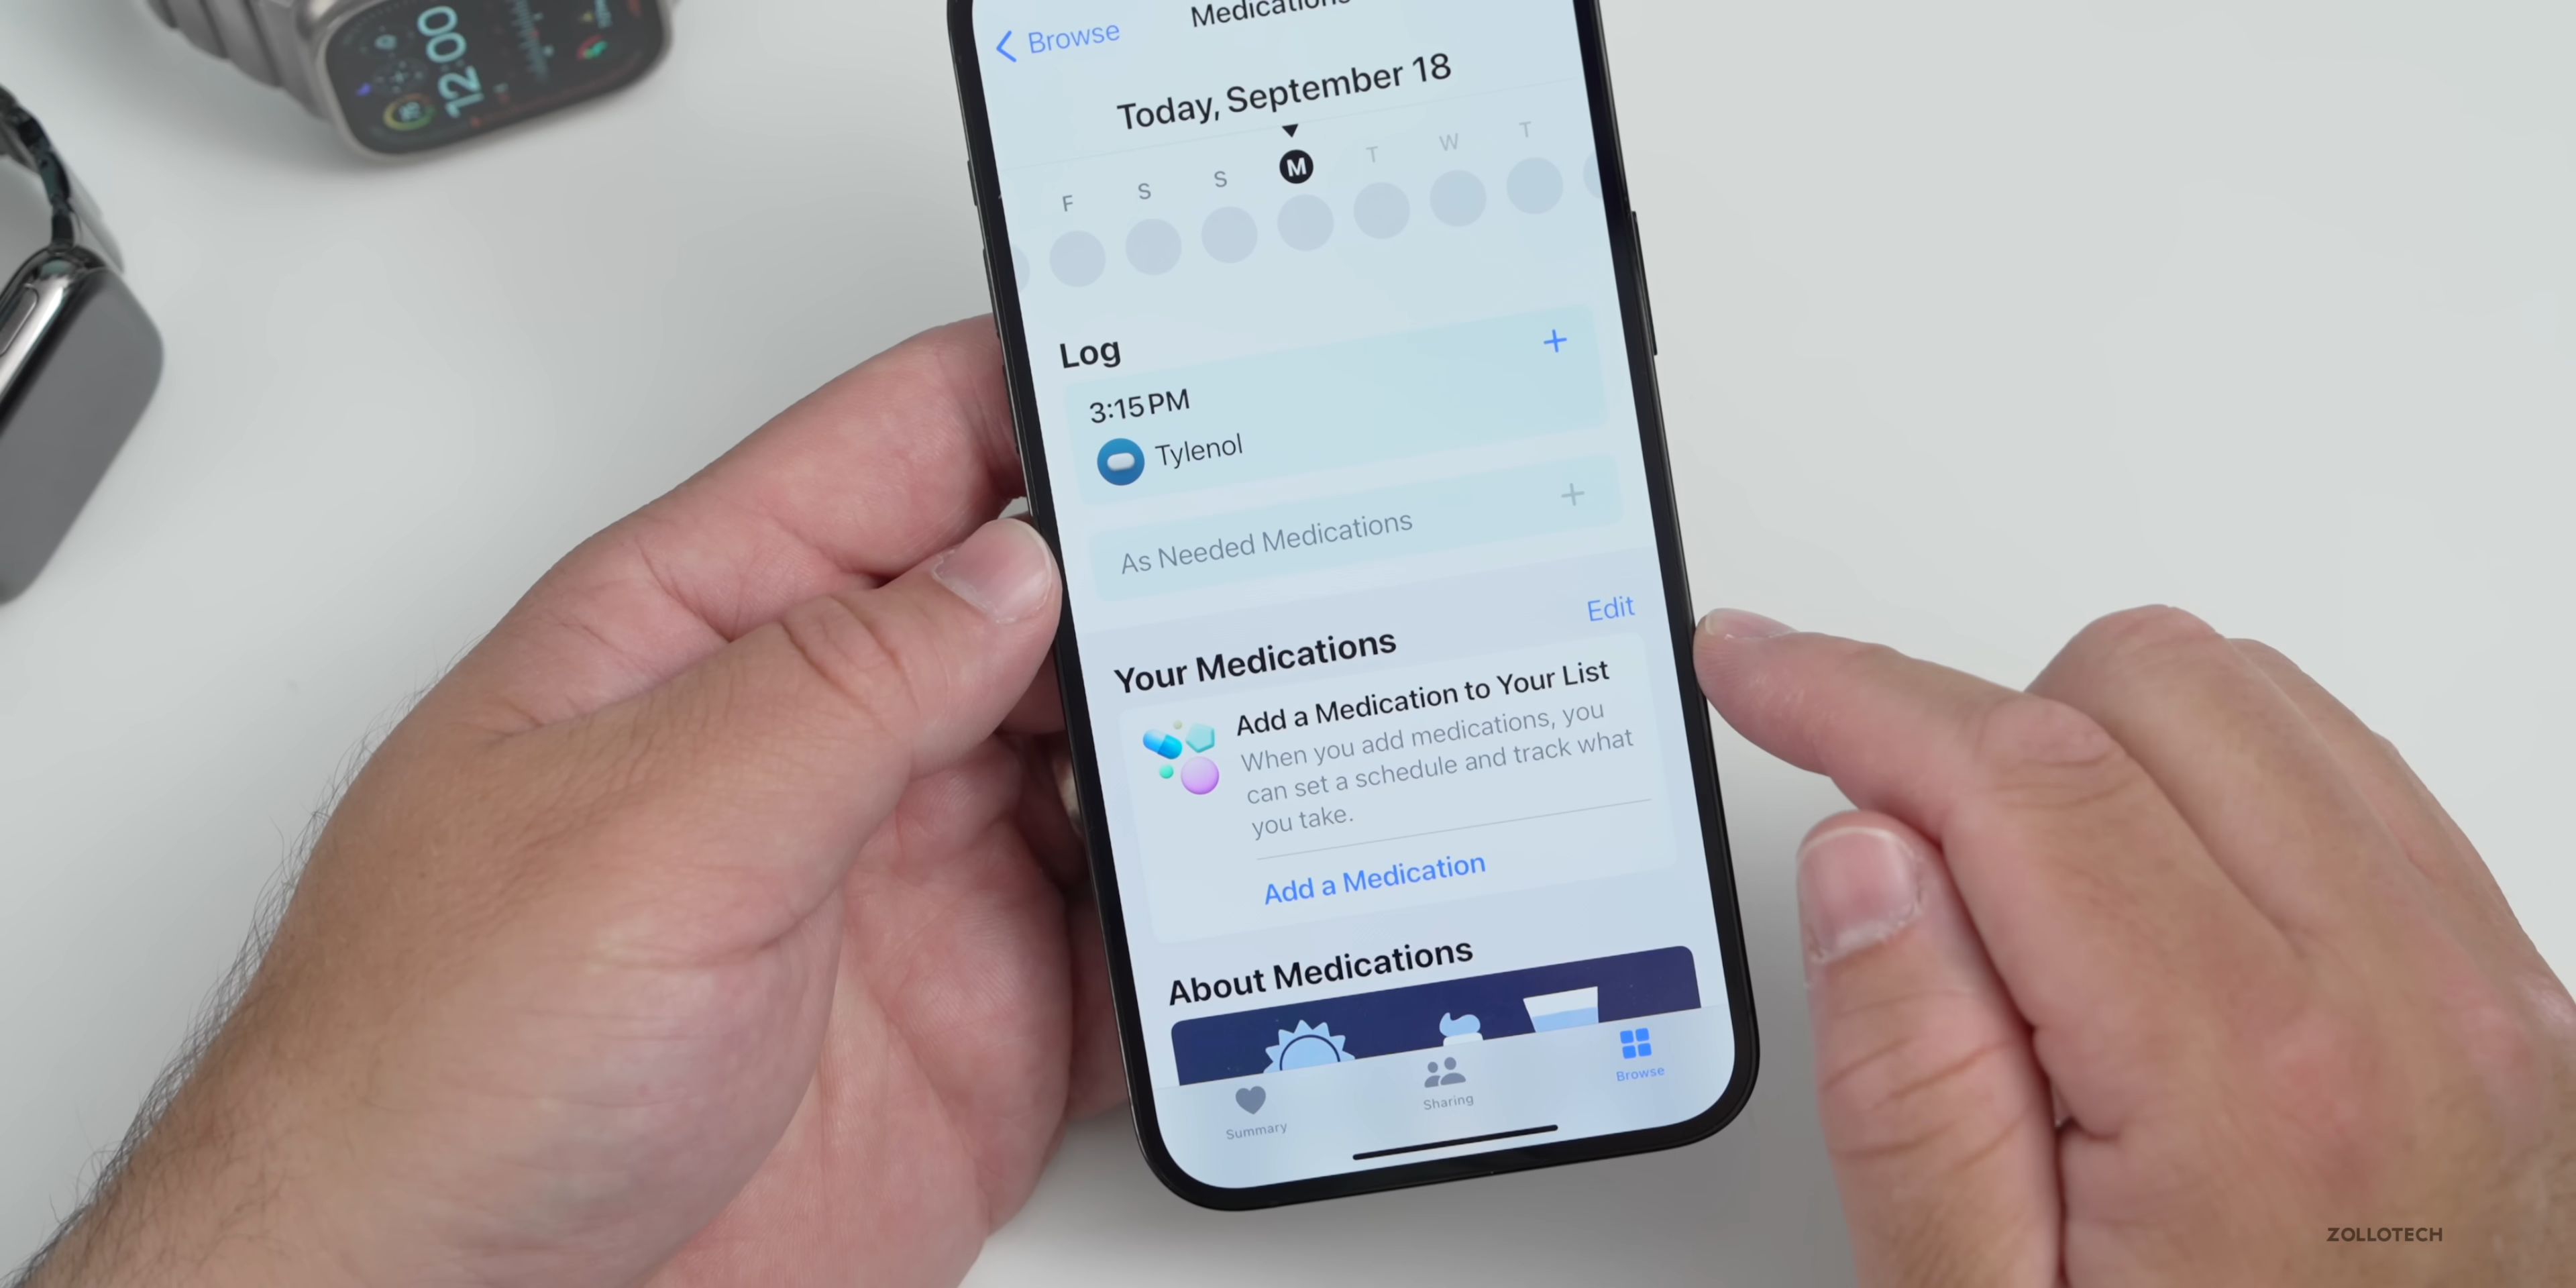 12:00
Browse
Medications
Today, September 18
F S S M T W T
Log
3:15 PM
Tylenol
As Needed Medications
Your Medications
Edit
Add a Medication to Your List
When you add medications, you
can set a schedule and track what
you take.
Add a Medication
About Medications
Summary
Sharing
Browse
ZOLLOTECH